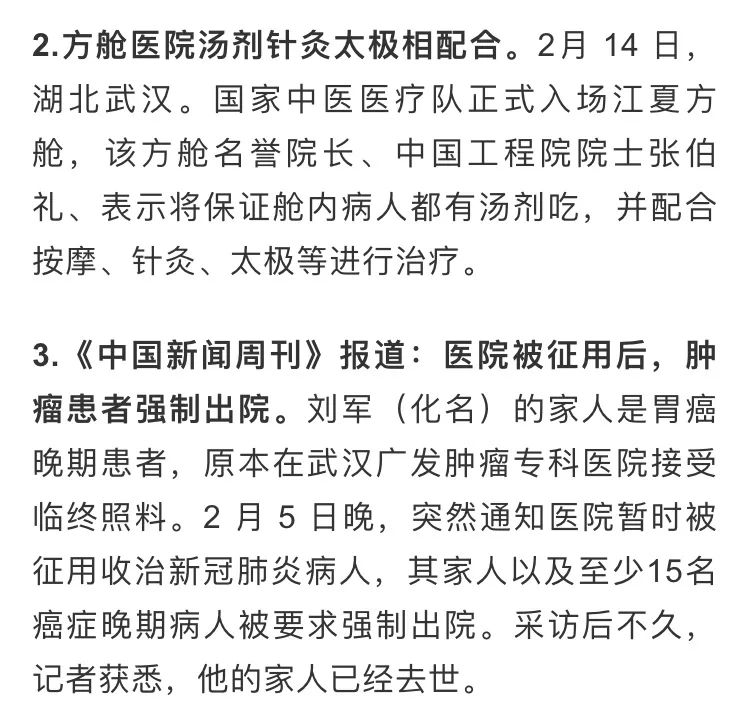 2.方舱医院汤剂针灸太极相配合。2月 14 日，
湖北武汉。国家中医医疗队正式入场江夏方
舱，该方舱名誉院长、中国工程院院士张伯
礼、表示将保证舱内病人都有汤剂吃，并配合
按摩、针灸、太极等进行治疗。
3.《中国新闻周刊》报道：医院被征用后，肿
瘤患者强制出院。刘军（化名）的家人是胃癌
晚期患者，原本在武汉广发肿瘤专科医院接受
临终照料。2 月 5 日晚，突然通知医院暂时被
征用收治新冠肺炎病人，其家人以及至少15名
癌症晚期病人被要求强制出院。采访后不久，
记者获悉，他的家人已经去世。